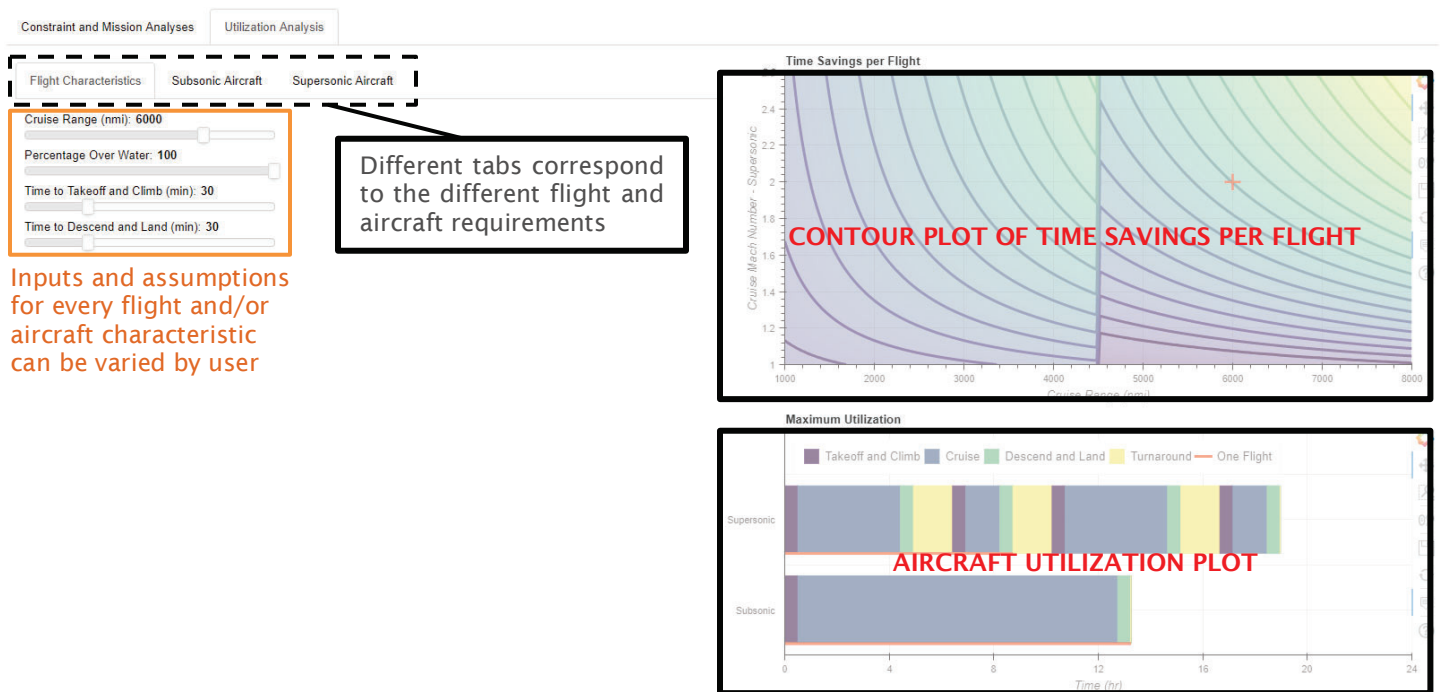 Constraint and Mission Analyses
Utilization Analysis
Flight Characteristics
Subsonic Aircraft
Supersonic Aircraft
Cruise Range (nmi): 6000
Percentage Over Water: 100
Time to Takeoff and Climb (min): 30
Time to Descend and Land (min): 30
Inputs and assumptions
for every flight and/or
aircraft characteristic
can be varied by user
Different tabs correspond
to the different flight and
aircraft requirements
Time Savings per Flight
Cruise Mach Number - Supersonic
2.4
2.2
2
1.8
1.6
1.4
1.2
1
CONTOUR PLOT OF TIME SAVINGS PER FLIGHT
1000 2000 3000 4000 5000 6000 7000 8000
Cruise Range (nmi)
Maximum Utilization
Takeoff and Climb Cruise Descend and Land Turnaround One Flight
Supersonic
AIRCRAFT UTILIZATION PLOT
Subsonic
0 4 8 12 16 20 24
Time (hr)